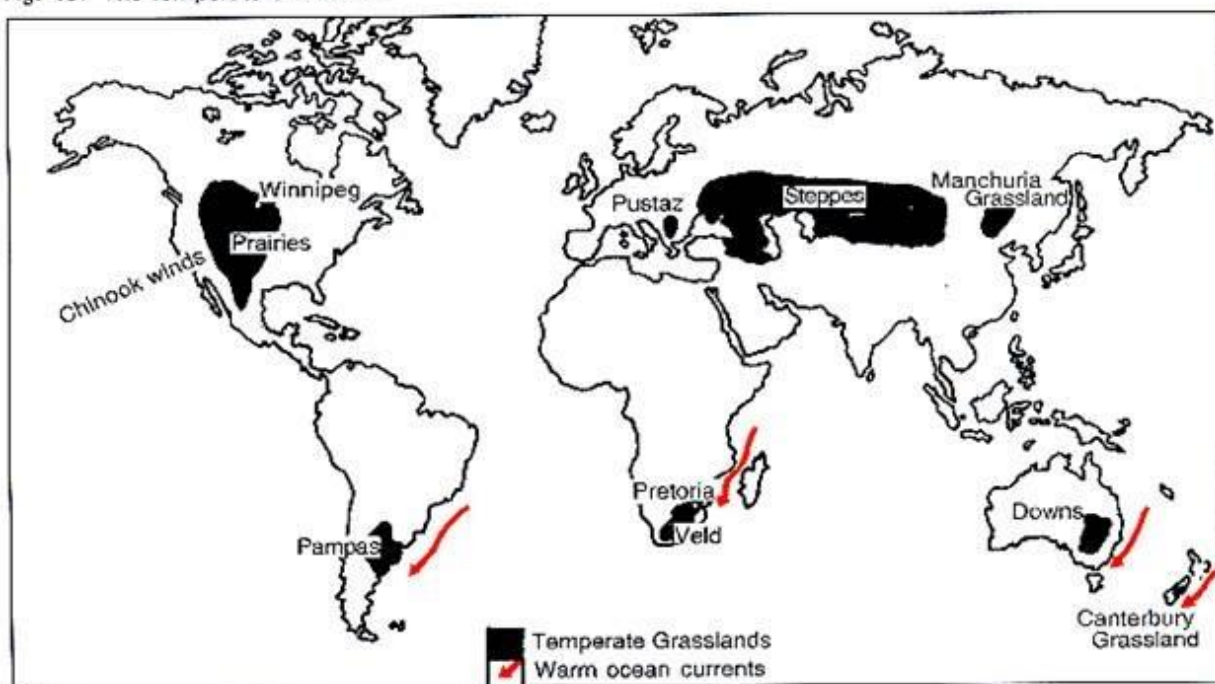 Winnipeg
Prairies
Chinook winds
Pustaz
Steppes
Manchuria
Grassland
Pretoria
Veld
Pampas
Downs
Canterbury
Grassland
Temperate Grasslands
Warm ocean currents